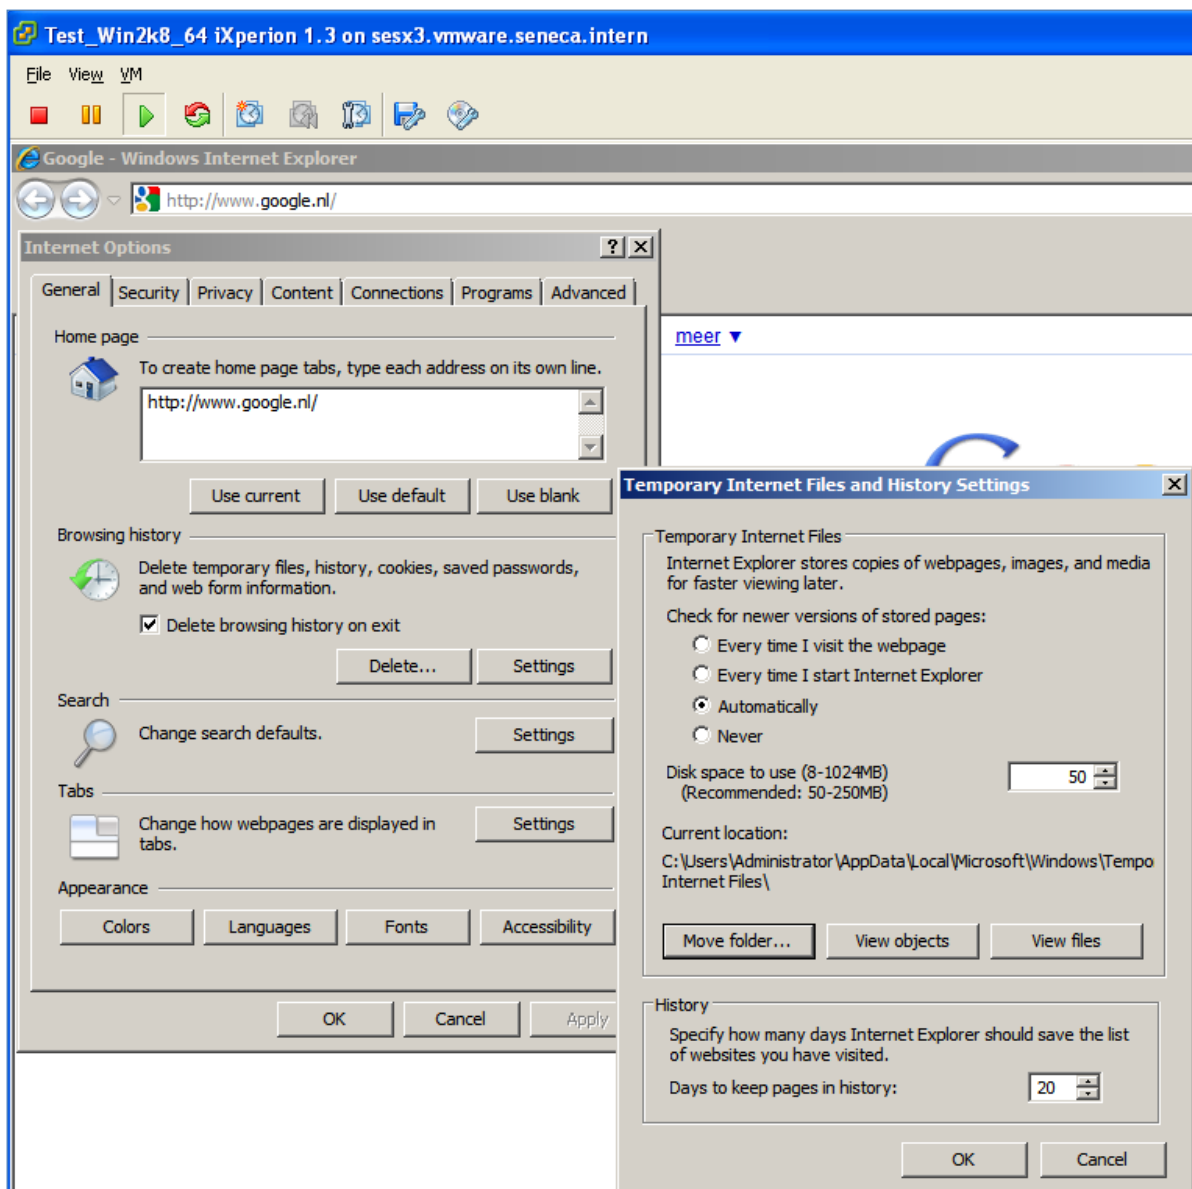 Test_Win2k8_64 iXperion 1.3 on sesx3.vmware.seneca.intern
File View VM
Google - Windows Internet Explorer
http://www.google.nl/
Internet Options
General Security Privacy Content Connections Programs Advanced
Home page
To create home page tabs, type each address on its own line.
http://www.google.nl/
Use current Use default Use blank
Browsing history
Delete temporary files, history, cookies, saved passwords,
and web form information.
Delete browsing history on exit
Delete... Settings
Search
Change search defaults. Settings
Tabs
Change how webpages are displayed in Settings
tabs.
Appearance
Colors Languages Fonts Accessibility
OK Cancel Apply
meer ▼
Temporary Internet Files and History Settings
Temporary Internet Files
Internet Explorer stores copies of webpages, images, and media
for faster viewing later.
Check for newer versions of stored pages:
Every time I visit the webpage
Every time I start Internet Explorer
Automatically
Never
Disk space to use (8-1024MB) 50
(Recommended: 50-250MB)
Current location:
C:\Users\Administrator\AppData\Local\Microsoft\Windows\Tempo
Internet Files\
Move folder... View objects View files
History
Specify how many days Internet Explorer should save the list
of websites you have visited.
Days to keep pages in history: 20
OK Cancel